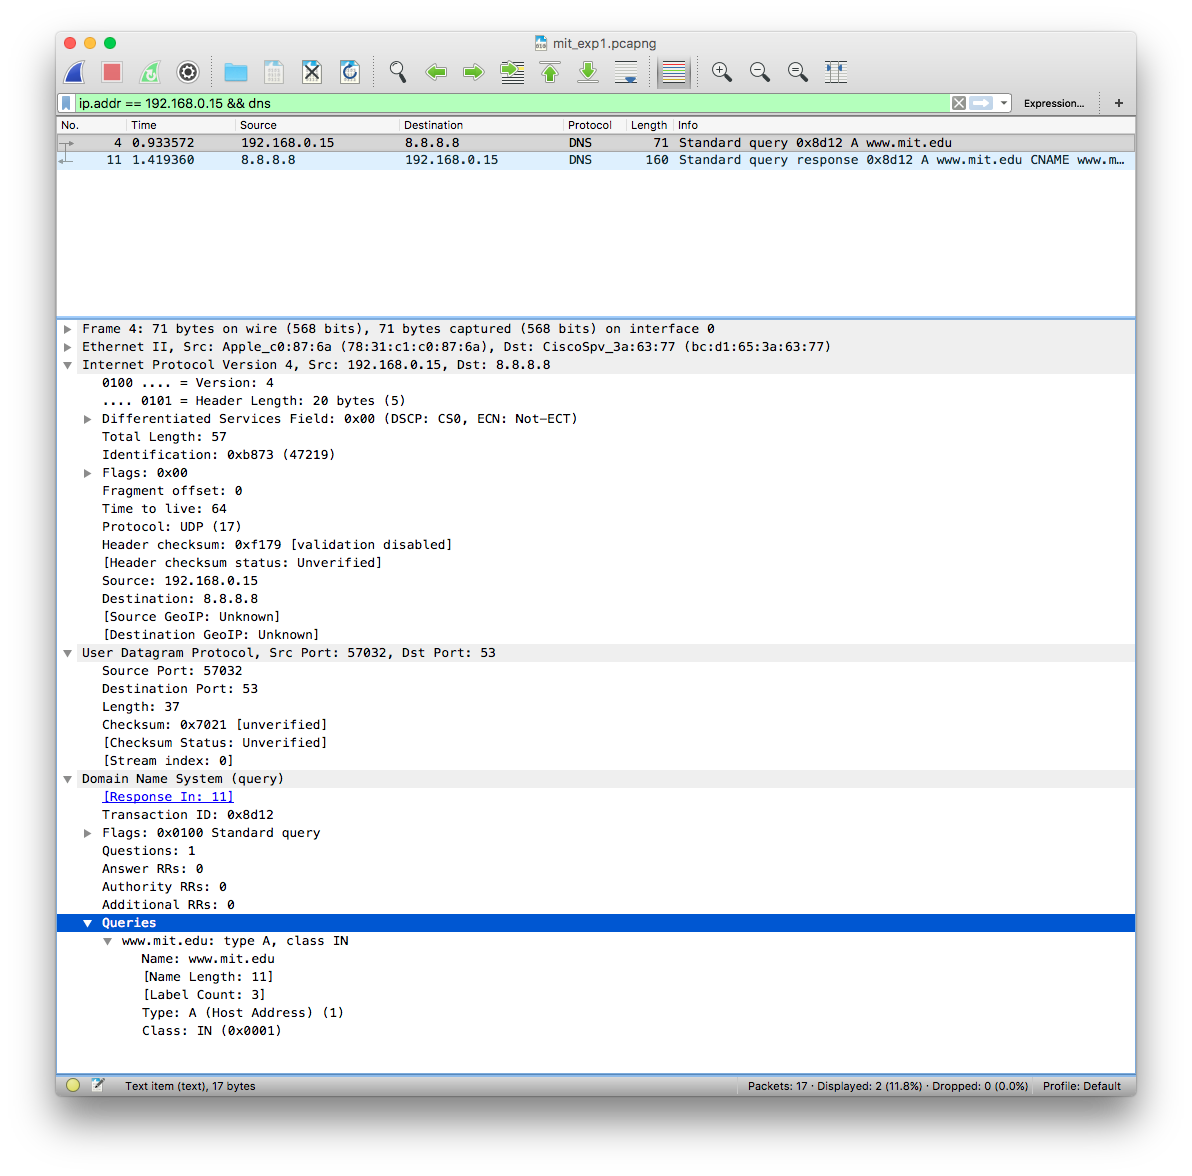 mit_exp1.pcapng
ip.addr == 192.168.0.15 && dns
Expression...
+
No. Time Source Destination Protocol Length Info
4 0.933572 192.168.0.15 8.8.8.8 DNS 71 Standard query 0x8d12 A www.mit.edu
11 1.419360 8.8.8.8 192.168.0.15 DNS 160 Standard query response 0x8d12 A www.mit.edu CNAME www.m…
Frame 4: 71 bytes on wire (568 bits), 71 bytes captured (568 bits) on interface 0
Ethernet II, Src: Apple_c0:87:6a (78:31:c1:c0:87:6a), Dst: CiscoSpv_3a:63:77 (bc:d1:65:3a:63:77)
Internet Protocol Version 4, Src: 192.168.0.15, Dst: 8.8.8.8
0100 .... = Version: 4
.... 0101 = Header Length: 20 bytes (5)
Differentiated Services Field: 0x00 (DSCP: CS0, ECN: Not-ECT)
Total Length: 57
Identification: 0xb873 (47219)
Flags: 0x00
Fragment offset: 0
Time to live: 64
Protocol: UDP (17)
Header checksum: 0xf179 [validation disabled]
[Header checksum status: Unverified]
Source: 192.168.0.15
Destination: 8.8.8.8
[Source GeoIP: Unknown]
[Destination GeoIP: Unknown]
User Datagram Protocol, Src Port: 57032, Dst Port: 53
Source Port: 57032
Destination Port: 53
Length: 37
Checksum: 0x7021 [unverified]
[Checksum Status: Unverified]
[Stream index: 0]
Domain Name System (query)
[Response In: 11]
Transaction ID: 0x8d12
Flags: 0x0100 Standard query
Questions: 1
Answer RRs: 0
Authority RRs: 0
Additional RRs: 0
Queries
www.mit.edu: type A, class IN
Name: www.mit.edu
[Name Length: 11]
[Label Count: 3]
Type: A (Host Address) (1)
Class: IN (0x0001)
Text item (text), 17 bytes
Packets: 17 · Displayed: 2 (11.8%) · Dropped: 0 (0.0%)
Profile: Default